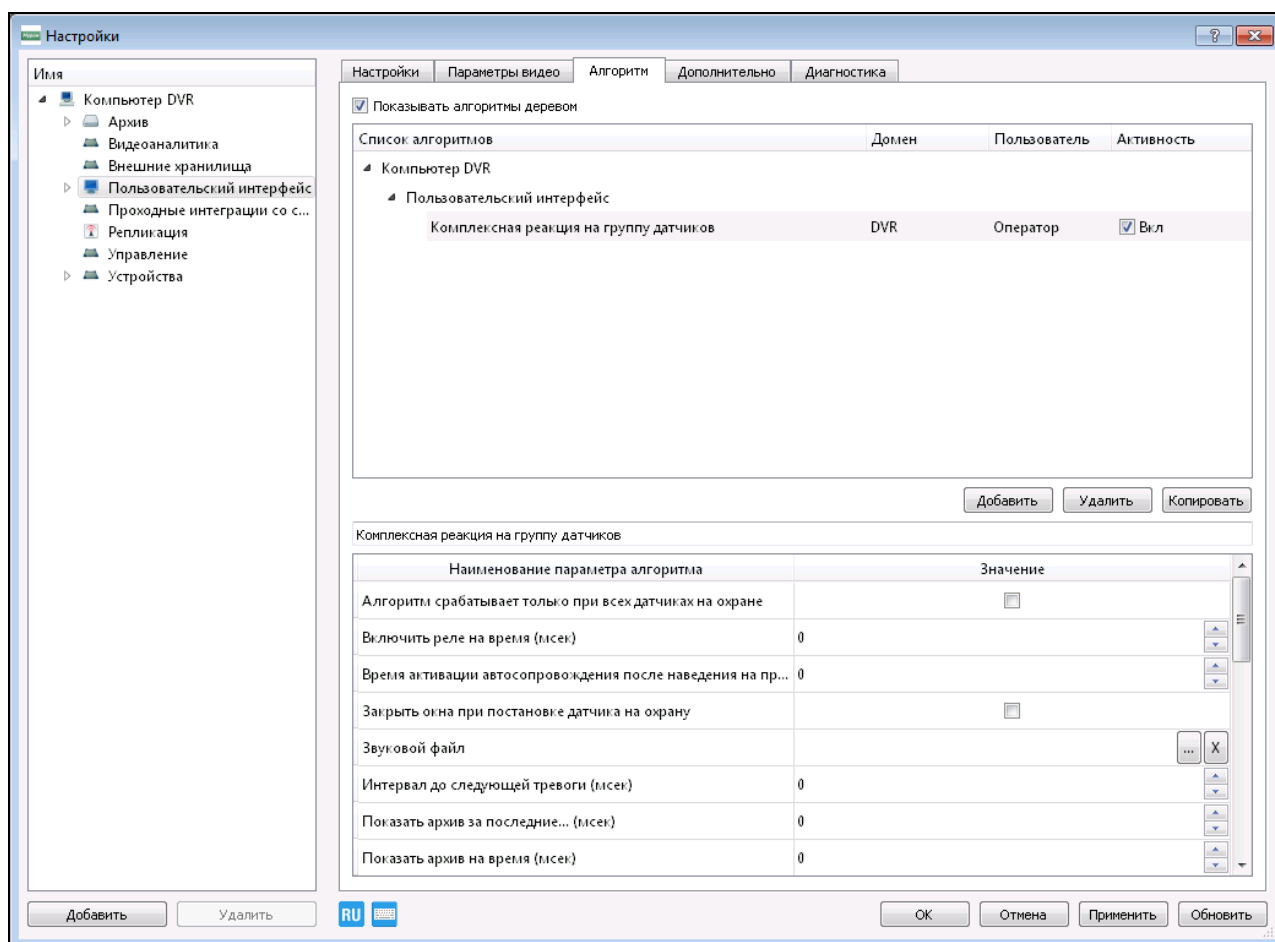 Настройки
Имя
Компьютер DVR
Архив
Видеоаналитика
Внешние хранилища
Пользовательский интерфейс
Проходные интеграции со с...
Репликация
Управление
Устройства
Добавить Удалить
Настройки Параметры видео Алгоритм Дополнительно Диагностика
Показывать алгоритмы деревом
Список алгоритмов Домен Пользователь Активность
Компьютер DVR
Пользовательский интерфейс
Комплексная реакция на группу датчиков DVR Оператор Вкл
Добавить Удалить Копировать
Комплексная реакция на группу датчиков
Наименование параметра алгоритма Значение
Алгоритм срабатывает только при всех датчиках на охране
Включить реле на время (мсек) 0
Время активации автосопровождения после наведения на пр... 0
Закрыть окна при постановке датчика на охрану
Звуковой файл ... X
Интервал до следующей тревоги (мсек) 0
Показать архив за последние... (мсек) 0
Показать архив на время (мсек) 0
RU
OK Отмена Применить Обновить